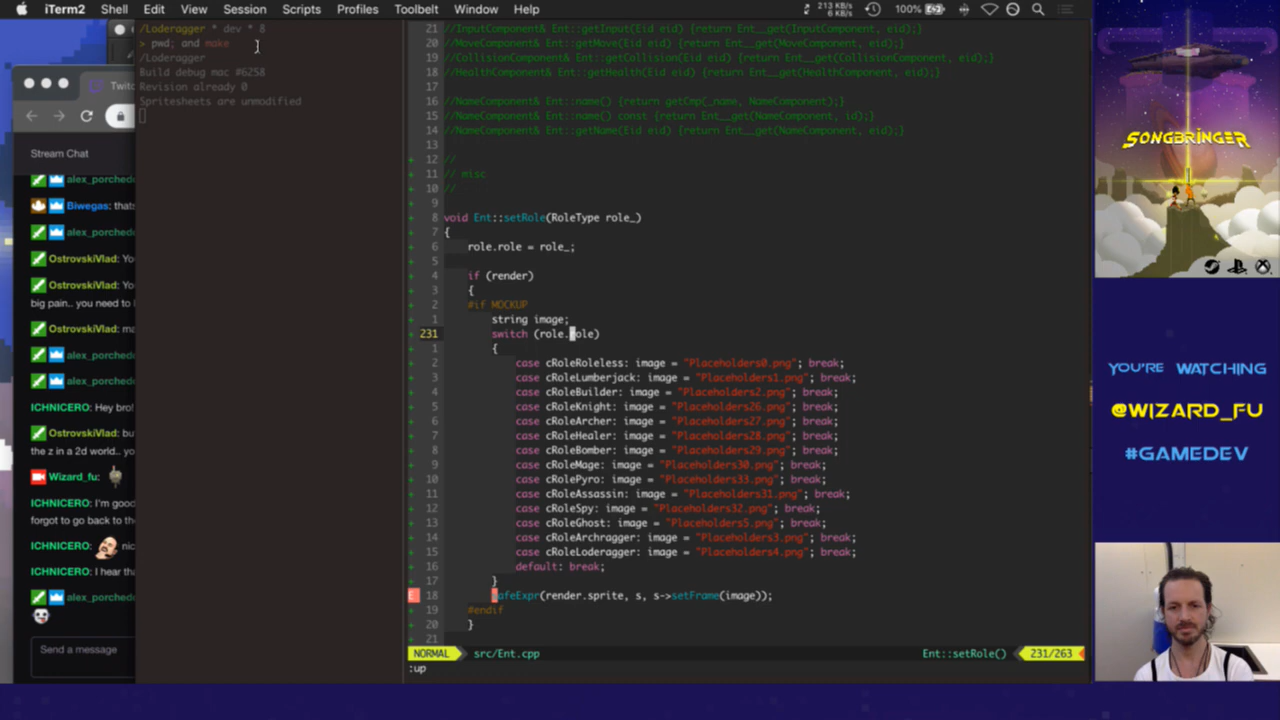 iTerm2 Shell Edit View Session Scripts Profiles Toolbelt Window Help
213 KB/s
6 KB/s
100%
/Loderagger * dev * 8
> pwd; and make
/Loderagger
Build debug mac #6258
Revision already 0
Spritesheets are unmodified
Twitc
Stream Chat
alex_porchedd
Biwegas: thats
alex_porchedd
OstrovskiVlad: Yo
OstrovskiVlad: You
big pain.. you need to l
OstrovskiVlad: ma
alex_porchedd
alex_porchedd
ICHNICERO: Hey bro!
OstrovskiVlad: bu
the z in a 2d world.. yo
Wizard_fu:
ICHNICERO: I'm good
forgot to go back to the
ICHNICERO: nic
ICHNICERO: I hear tha
alex_porchedd
Send a message
21 //InputComponent& Ent::getInput(Eid eid) {return Ent__get(InputComponent, eid);}
20 //MoveComponent& Ent::getMove(Eid eid) {return Ent__get(MoveComponent, eid);}
19 //CollisionComponent& Ent::getCollision(Eid eid) {return Ent__get(CollisionComponent, eid);}
18 //HealthComponent& Ent::getHealth(Eid eid) {return Ent__get(HealthComponent, eid);}
17
16 //NameComponent& Ent::name() {return getCmp(_name, NameComponent);}
15 //NameComponent& Ent::name() const {return Ent__get(NameComponent, id);}
14 //NameComponent& Ent::getName(Eid eid) {return Ent__get(NameComponent, eid);}
13
+ 12 //
+ 11 // misc
+ 10 //
+ 9
+ 8 void Ent::setRole(RoleType role_)
+ 7 {
+ 6 role.role = role_;
+ 5
+ 4 if (render)
+ 3 {
+ 2 #if MOCKUP
+ 1 string image;
+ 231 switch (role.role)
+ 1 {
+ 2 case cRoleRoleless: image = "Placeholders0.png"; break;
+ 3 case cRoleLumberjack: image = "Placeholders1.png"; break;
+ 4 case cRoleBuilder: image = "Placeholders2.png"; break;
+ 5 case cRoleKnight: image = "Placeholders26.png"; break;
+ 6 case cRoleArcher: image = "Placeholders27.png"; break;
+ 7 case cRoleHealer: image = "Placeholders28.png"; break;
+ 8 case cRoleBomber: image = "Placeholders29.png"; break;
+ 9 case cRoleMage: image = "Placeholders30.png"; break;
+ 10 case cRolePyro: image = "Placeholders33.png"; break;
+ 11 case cRoleAssassin: image = "Placeholders31.png"; break;
+ 12 case cRoleSpy: image = "Placeholders32.png"; break;
+ 13 case cRoleGhost: image = "Placeholders5.png"; break;
+ 14 case cRoleArchragger: image = "Placeholders3.png"; break;
+ 15 case cRoleLoderagger: image = "Placeholders4.png"; break;
+ 16 default: break;
+ 17 }
E 18 safeExpr(render.sprite, s, s->setFrame(image));
+ 19 #endif
+ 20 }
+ 21
NORMAL src/Ent.cpp Ent::setRole() 231/263
:up
SONGBRINGER
YOU'RE WATCHING
@WIZARD_FU
#GAMEDEV